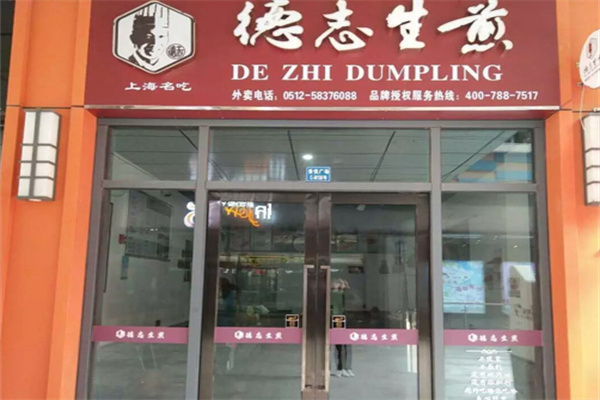 德志生煎
上海名吃
DE ZHI DUMPLING
外卖电话：0512-58376088 品牌授权服务热线：400-788-7517
德志生煎
德志生煎
德志生煎
德志生煎